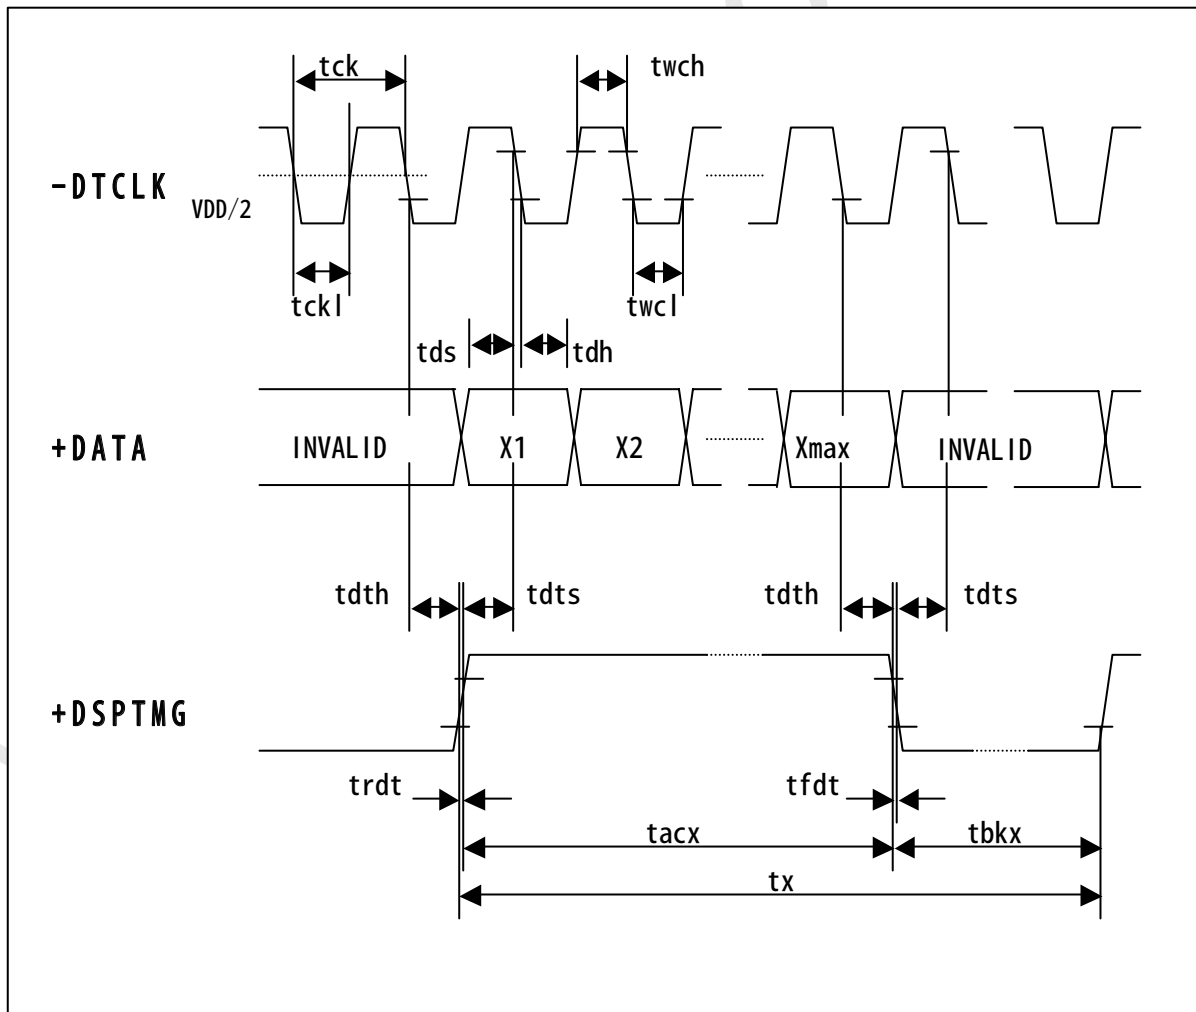 tck twch
-DTCLK
VDD/2
tckl twcl
tds tdh
+DATA INVALID X1 X2 Xmax INVALID
tdth tdts tdth tdts
+DSPTMG
trdt tfdt
tacx tbkx
tx